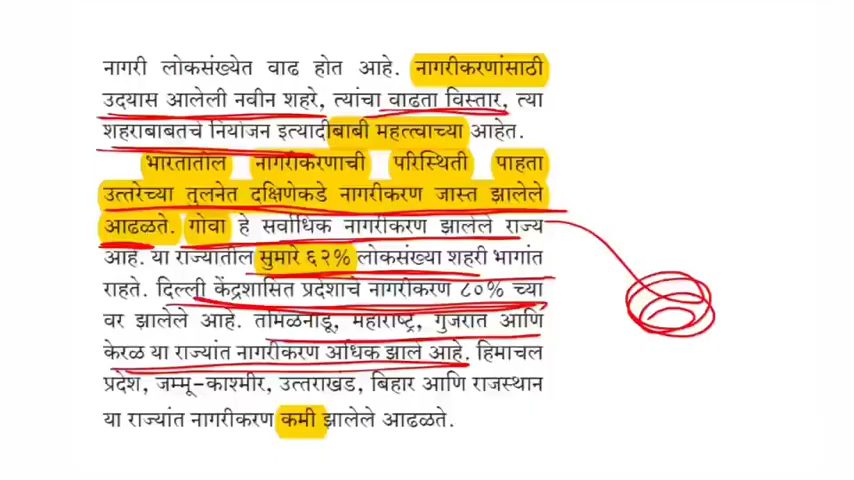 नागरी लोकसंख्येत वाढ होत आहे. नागरीकरणांसाठी
उदयास आलेली नवीन शहरे, त्यांचा वाढता विस्तार, त्या
शहराबाबतचे नियोजन इत्यादी बाबी महत्वाच्या आहेत.
भारतातील नागरीकरणाची परिस्थिती पाहता
उत्तरेच्या तुलनेत दक्षिणेकडे नागरीकरण जास्त झालेले
आढळते. गोवा हे सर्वाधिक नागरीकरण झालेले राज्य
आहे. या राज्यातील सुमारे ६२% लोकसंख्या शहरी भागांत
राहते. दिल्ली केंद्रशासित प्रदेशाचे नागरीकरण ८०% च्या
वर झालेले आहे. तमिळनाडू, महाराष्ट्र, गुजरात आणि
केरळ या राज्यांत नागरीकरण अधिक झाले आहे. हिमाचल
प्रदेश, जम्मू-काश्मीर, उत्तराखंड, बिहार आणि राजस्थान
या राज्यांत नागरीकरण कमी झालेले आढळते.